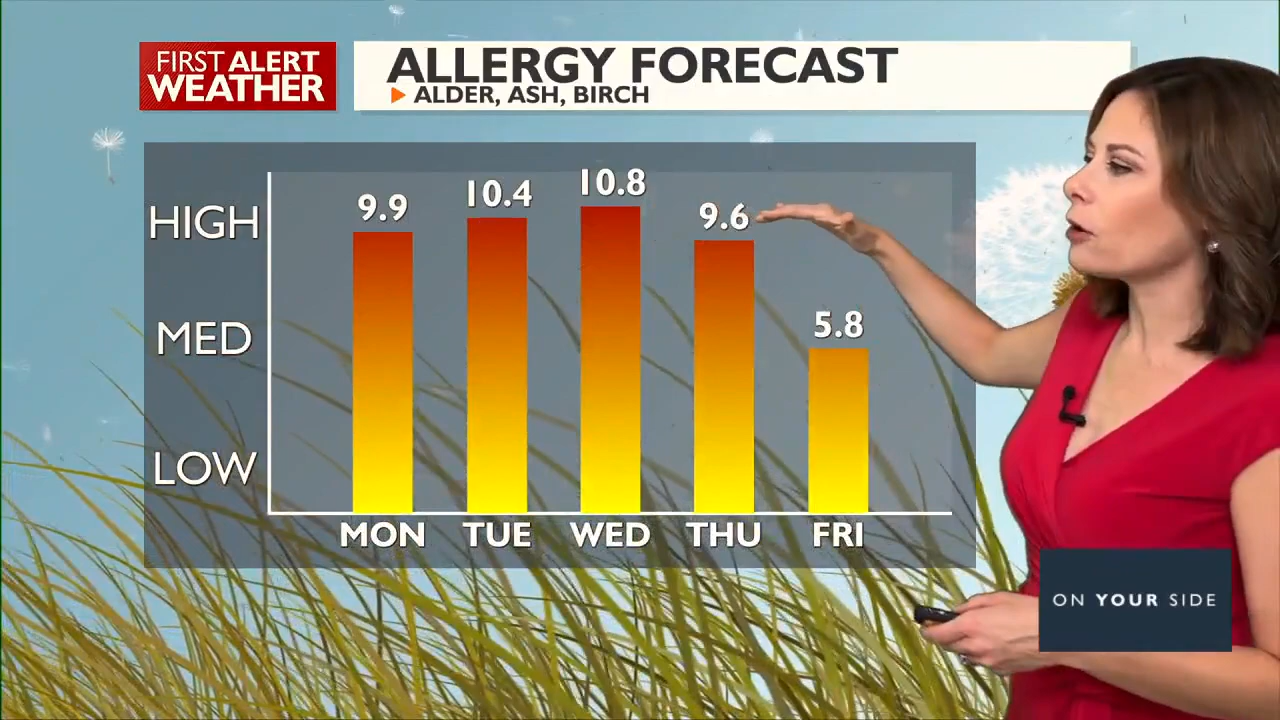 FIRST ALERT
WEATHER
ALLERGY FORECAST
ALDER, ASH, BIRCH
HIGH
MED
LOW
9.9
10.4
10.8
9.6
5.8
MON TUE WED THU FRI
ON YOUR SIDE